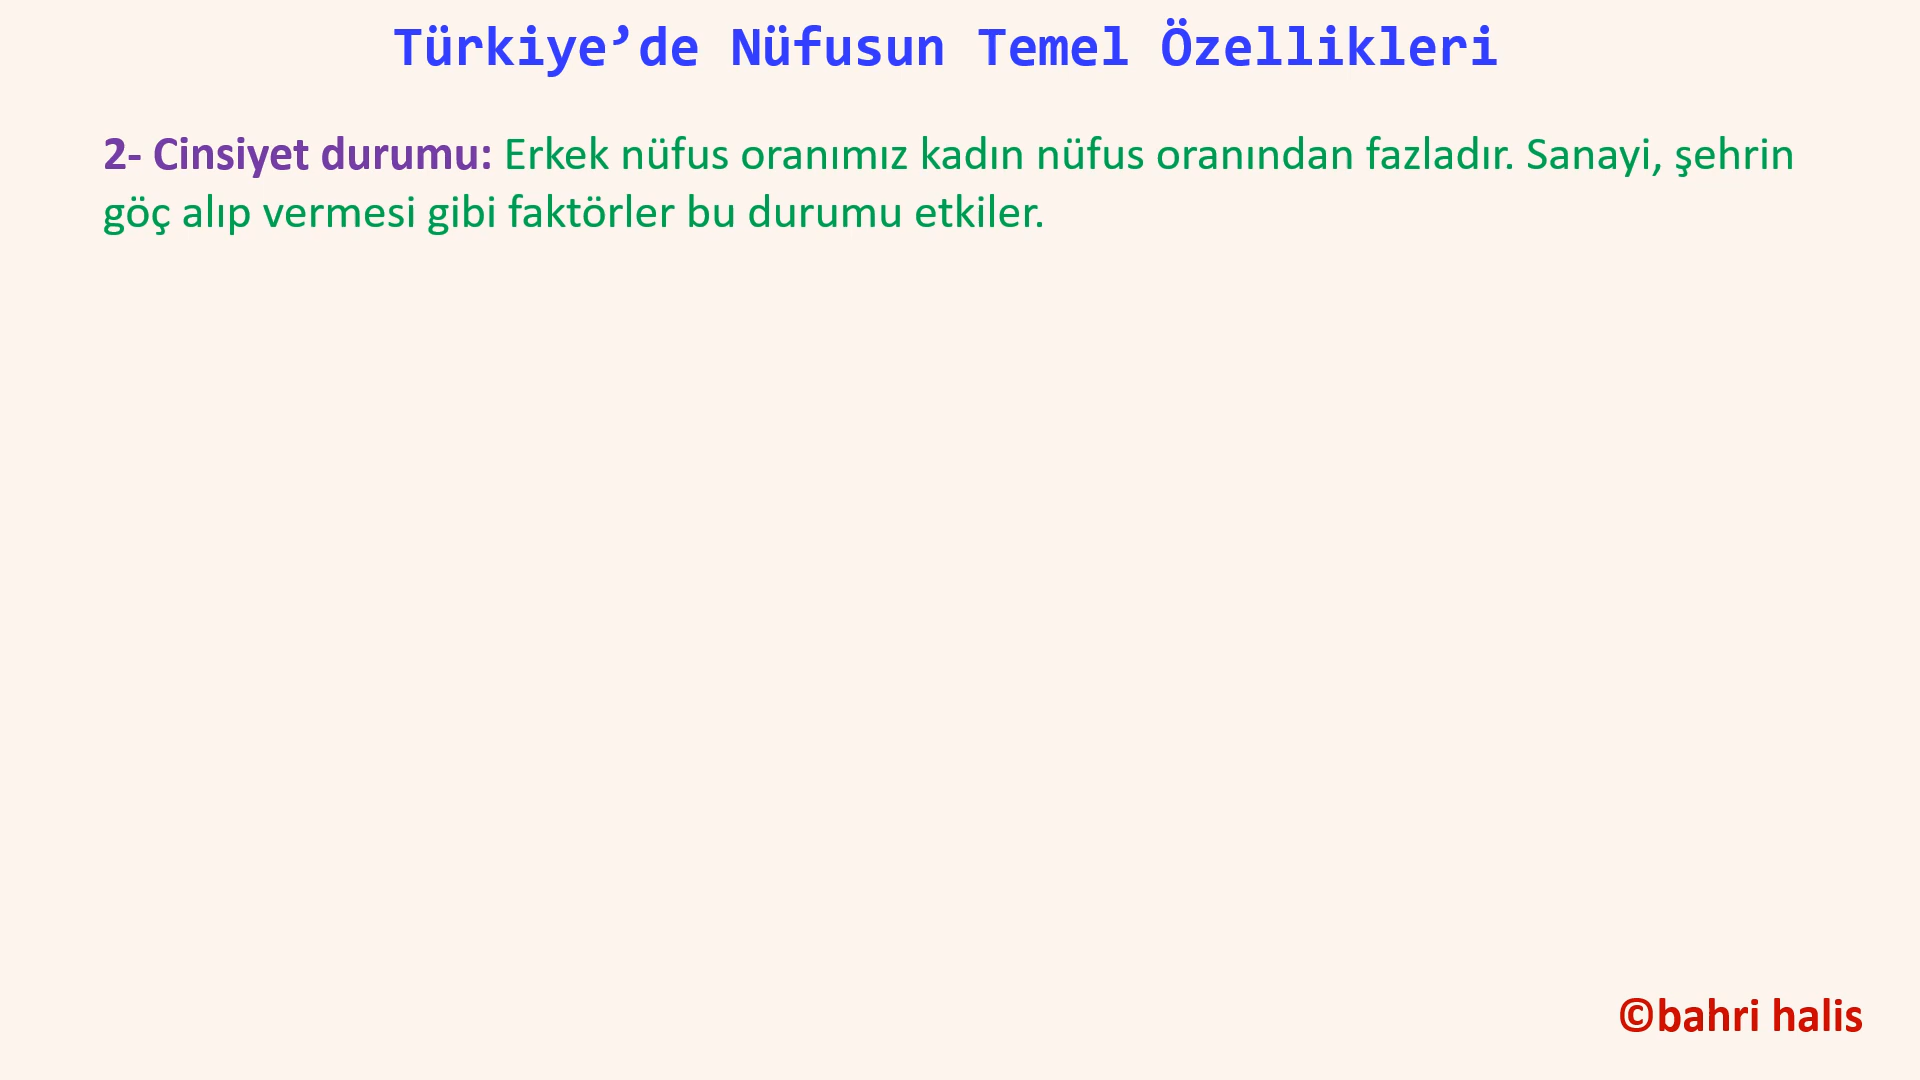 Türkiye’de Nüfusun Temel Özellikleri
2- Cinsiyet durumu: Erkek nüfus oranımız kadın nüfus oranından fazladır. Sanayi, şehrin
göç alıp vermesi gibi faktörler bu durumu etkiler.
©bahri halis